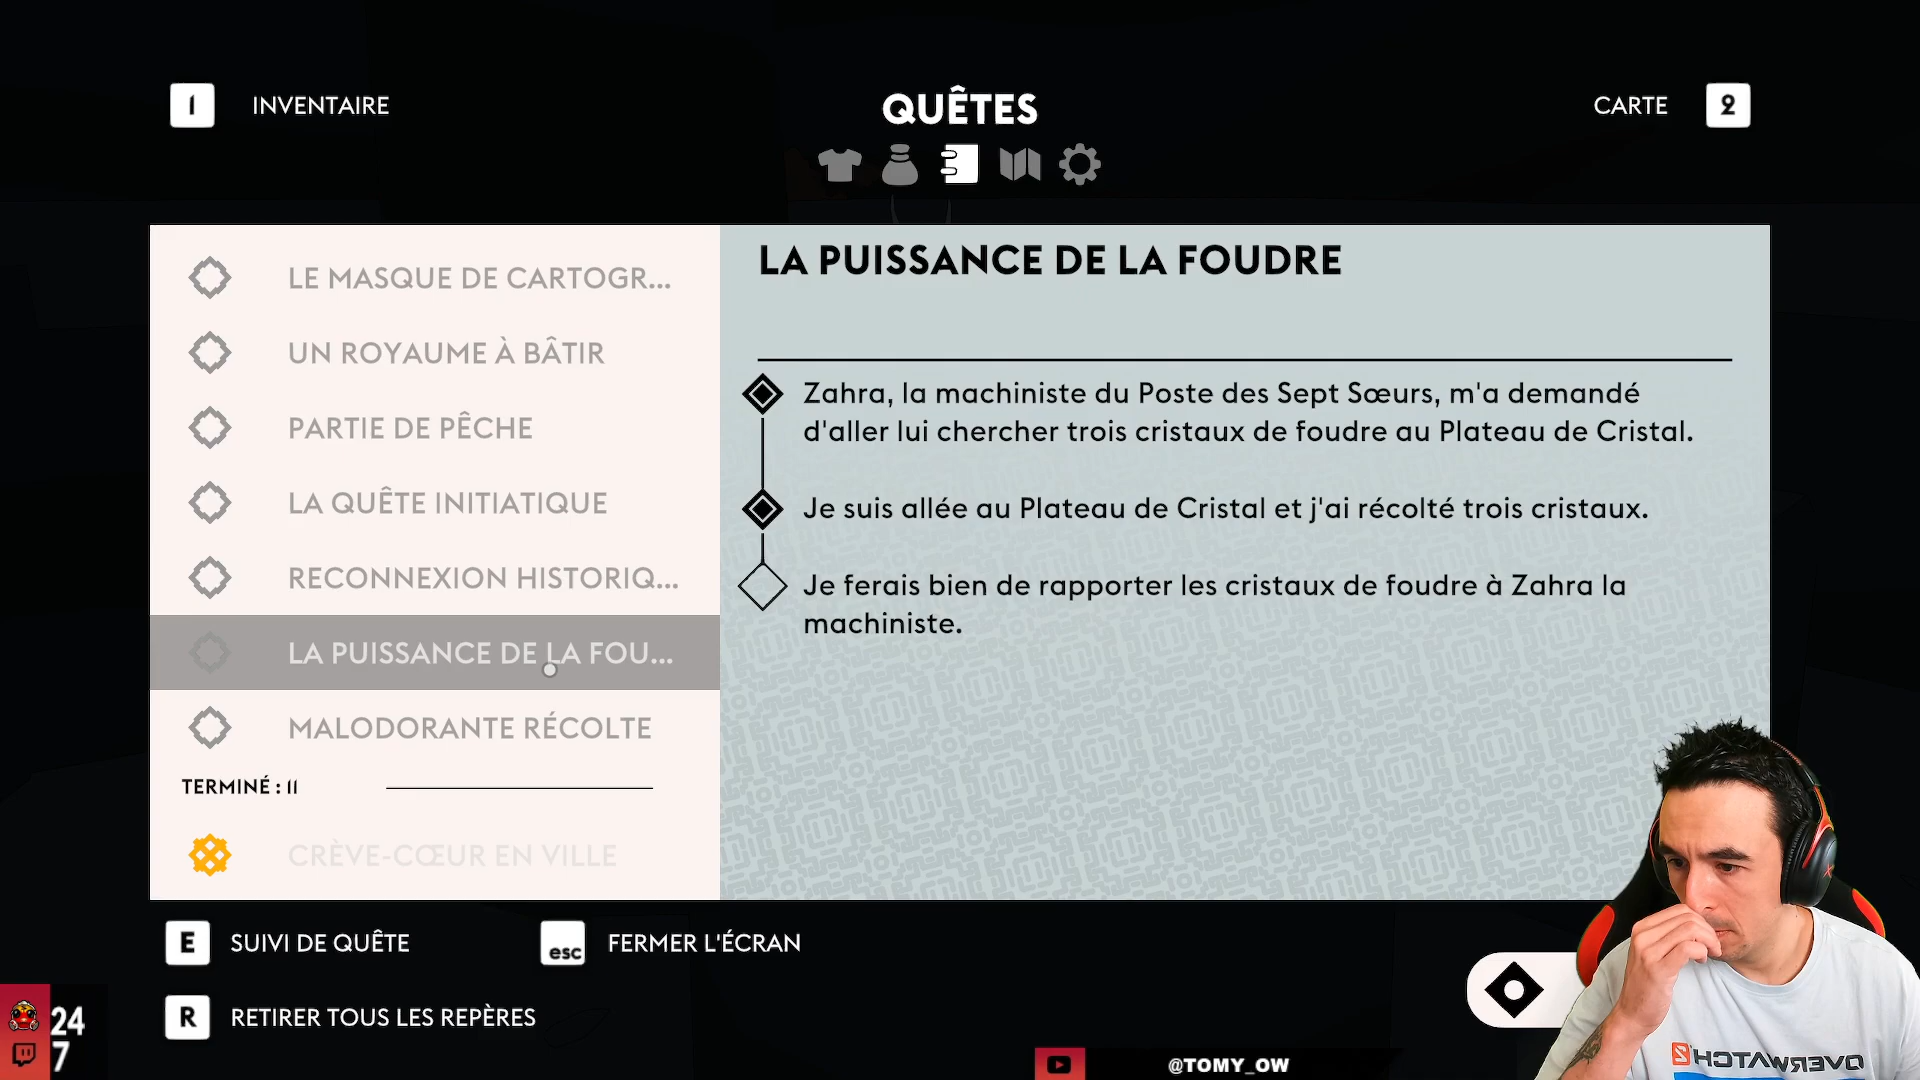 1
INVENTAIRE
QUÊTES
CARTE
2
LE MASQUE DE CARTOGR...
UN ROYAUME À BÂTIR
PARTIE DE PÊCHE
LA QUÊTE INITIATIQUE
RECONNEXION HISTORIQ...
LA PUISSANCE DE LA FOU...
MALODORANTE RÉCOLTE
TERMINÉ : 11
CRÈVE-CŒUR EN VILLE
LA PUISSANCE DE LA FOUDRE
Zahra, la machiniste du Poste des Sept Sœurs, m'a demandé
d'aller lui chercher trois cristaux de foudre au Plateau de Cristal.
Je suis allée au Plateau de Cristal et j'ai récolté trois cristaux.
Je ferais bien de rapporter les cristaux de foudre à Zahra la
machiniste.
E
SUIVI DE QUÊTE
esc
FERMER L'ÉCRAN
R
RETIRER TOUS LES REPÈRES
24
7
@TOMY_OW
OVERWATCH 2